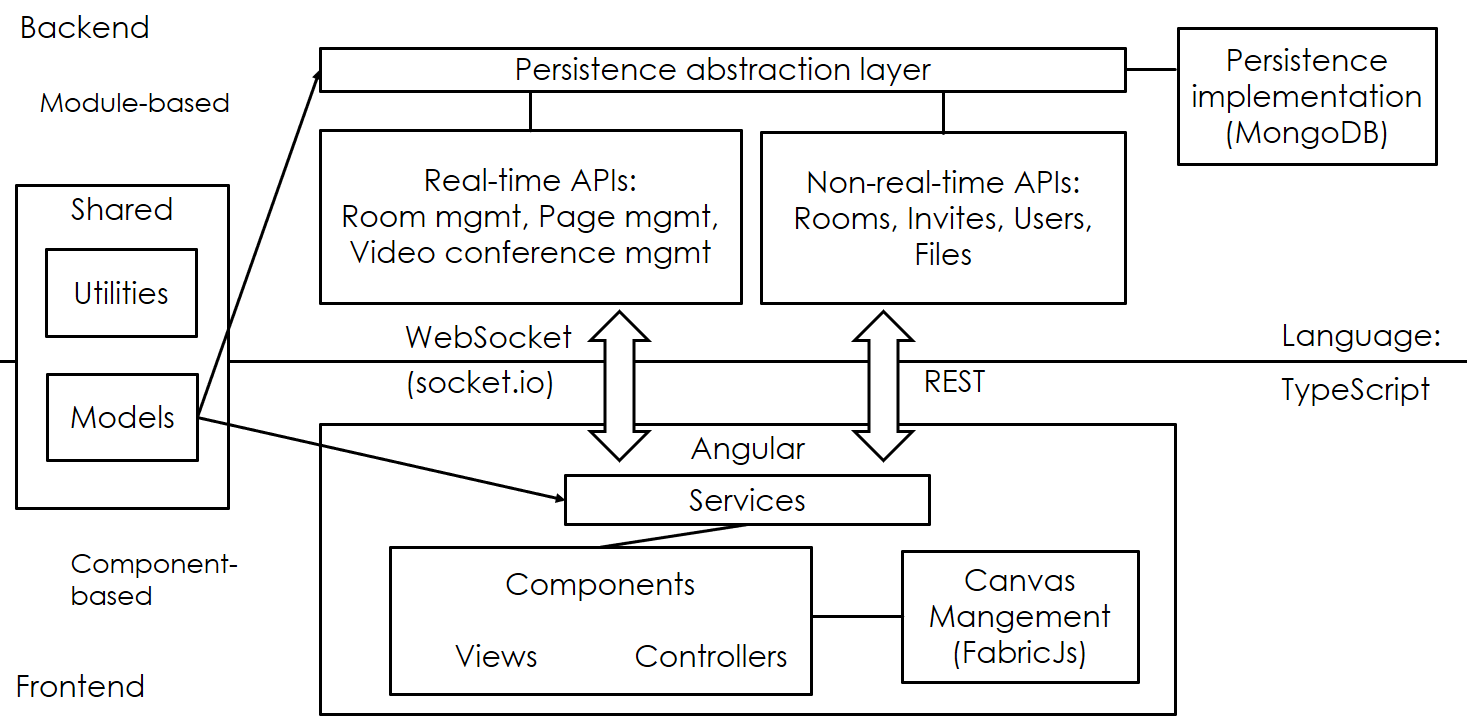 Backend
Module-based
Persistence abstraction layer
Persistence
implementation
(MongoDB)
Shared
Utilities
Models
Real-time APIs:
Room mgmt, Page mgmt,
Video conference mgmt
Non-real-time APIs:
Rooms, Invites, Users,
Files
WebSocket
(socket.io)
REST
Language:
TypeScript
Angular
Services
Components
Views
Controllers
Canvas
Mangement
(FabricJs)
Component-
based
Frontend